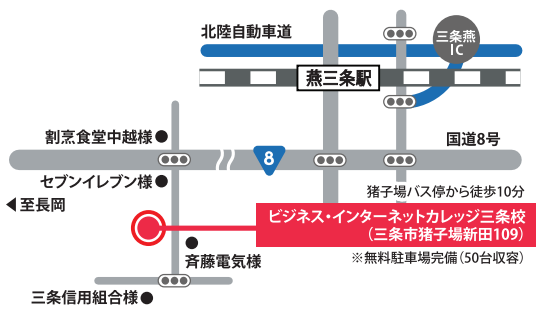 北陸自動車道
三条燕
IC
燕三条駅
割烹食堂中越様
国道8号
8
セブンイレブン様
猪子場バス停から徒歩10分
至長岡
ビジネス・インターネットカレッジ三条校
（三条市猪子場新田109）
斉藤電気様
※無料駐車場完備（50台収容）
三条信用組合様